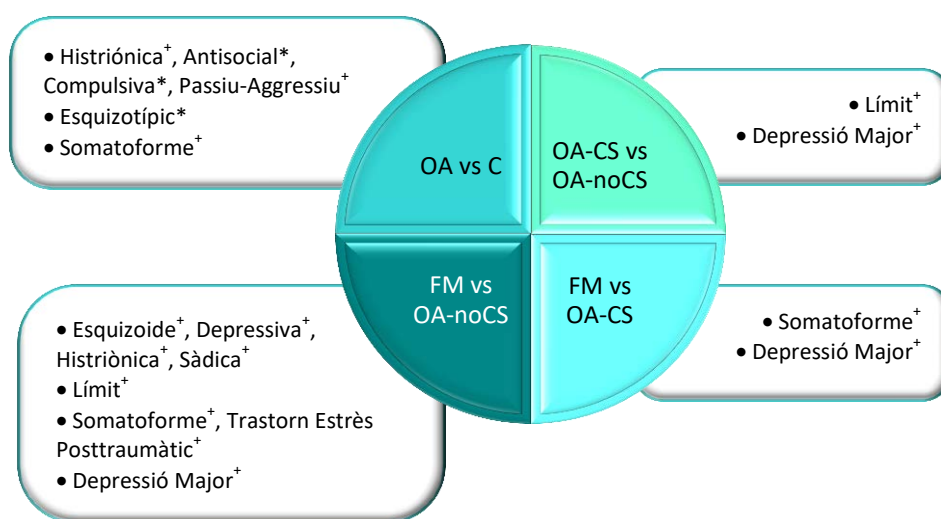 • Histriónica⁺, Antisocial*,
Compulsiva*, Passiu-Aggressiu⁺
• Esquizotípic*
• Somatoforme⁺
• Límit⁺
• Depressió Major⁺
OA vs C
OA-CS vs
OA-noCS
FM vs
OA-noCS
FM vs
OA-CS
• Esquizoide⁺, Depressiva⁺,
Histriònica⁺, Sàdica⁺
• Límit⁺
• Somatoforme⁺, Trastorn Estrès
Posttraumàtic⁺
• Depressió Major⁺
• Somatoforme⁺
• Depressió Major⁺